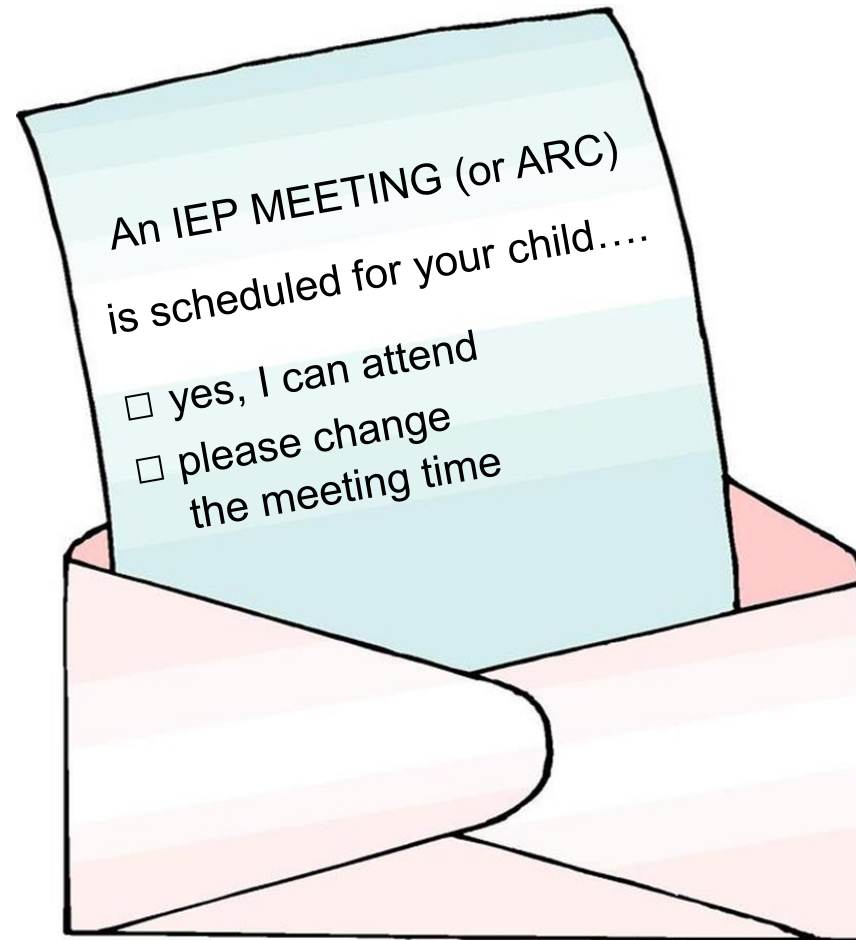 An IEP MEETING (or ARC)
is scheduled for your child....
□ yes, I can attend
□ please change
the meeting time